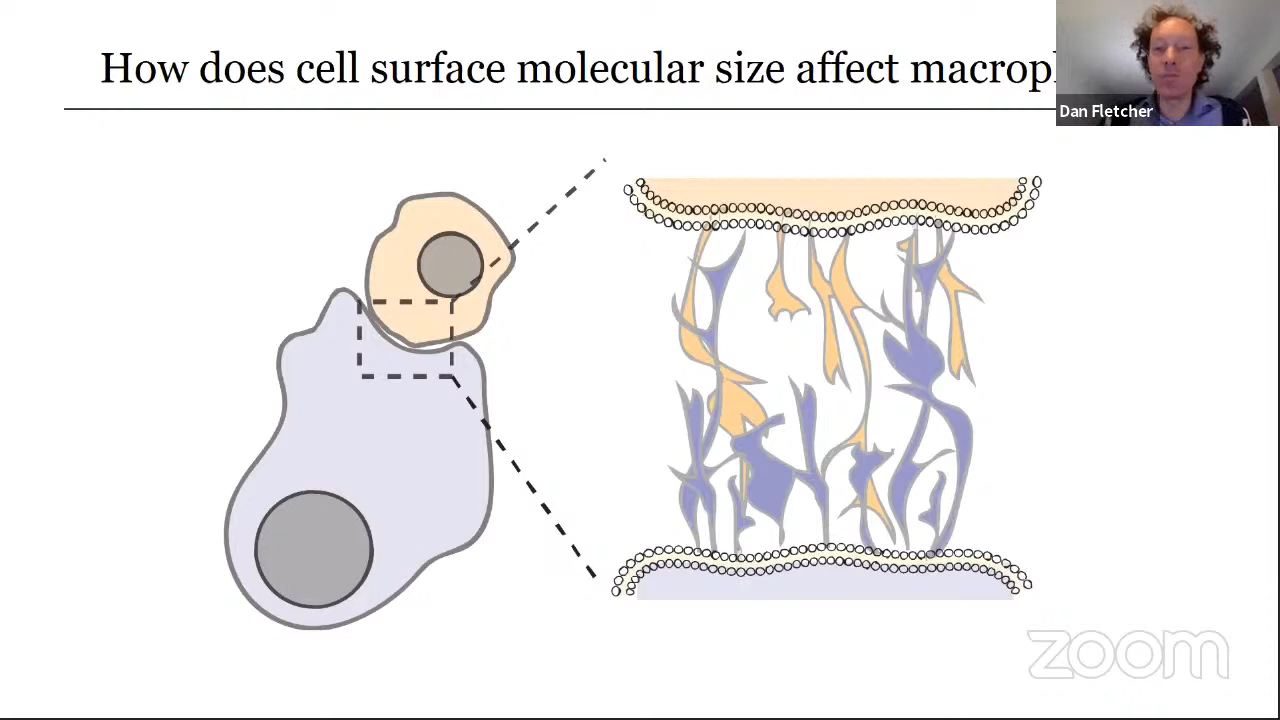 How does cell surface molecular size affect macrop
Dan Fletcher
zoom